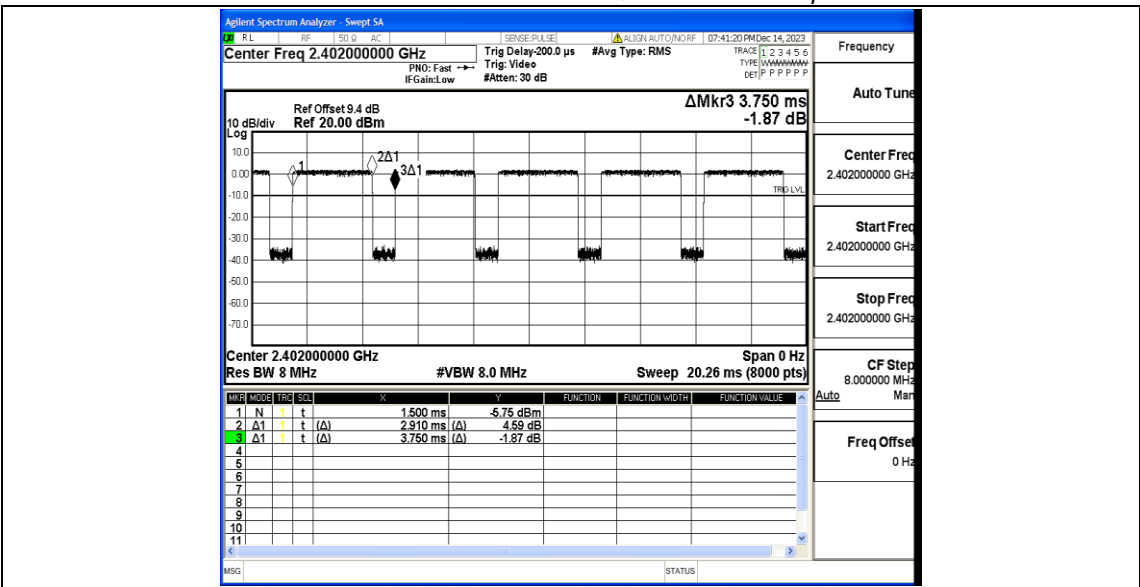 Agilent Spectrum Analyzer - Swept SA
RL RF 50 Ω AC SENSE:PULSE ALIGN AUTO/NO RF 07:41:20 PM Dec 14, 2023
Center Freq 2.402000000 GHz
PNO: Fast
IFGain:Low
Trig Delay-200.0 µs
Trig: Video
#Atten: 30 dB
#Avg Type: RMS
TRACE 1 2 3 4 5 6
TYPE
DET P P P P P P
Frequency
Auto Tune
Center Freq
2.402000000 GHz
Start Freq
2.402000000 GHz
Stop Freq
2.402000000 GHz
CF Step
8.000000 MHz
Auto Man
Freq Offset
0 Hz
ΔMkr3 3.750 ms
-1.87 dB
Ref Offset 9.4 dB
10 dB/div Ref 20.00 dBm
Log
10.0
0.00
-10.0
-20.0
-30.0
-40.0
-50.0
-60.0
-70.0
1
2Δ1
3Δ1
TRIG LVL
Center 2.402000000 GHz Span 0 Hz
Res BW 8 MHz #VBW 8.0 MHz Sweep 20.26 ms (8000 pts)
MKR MODE TRC SCL X Y FUNCTION FUNCTION WIDTH FUNCTION VALUE
1 N 1 t 1.500 ms -5.75 dBm
2 Δ1 1 t (Δ) 2.910 ms (Δ) 4.59 dB
3 Δ1 1 t (Δ) 3.750 ms (Δ) -1.87 dB
4
5
6
7
8
9
10
11
MSG STATUS